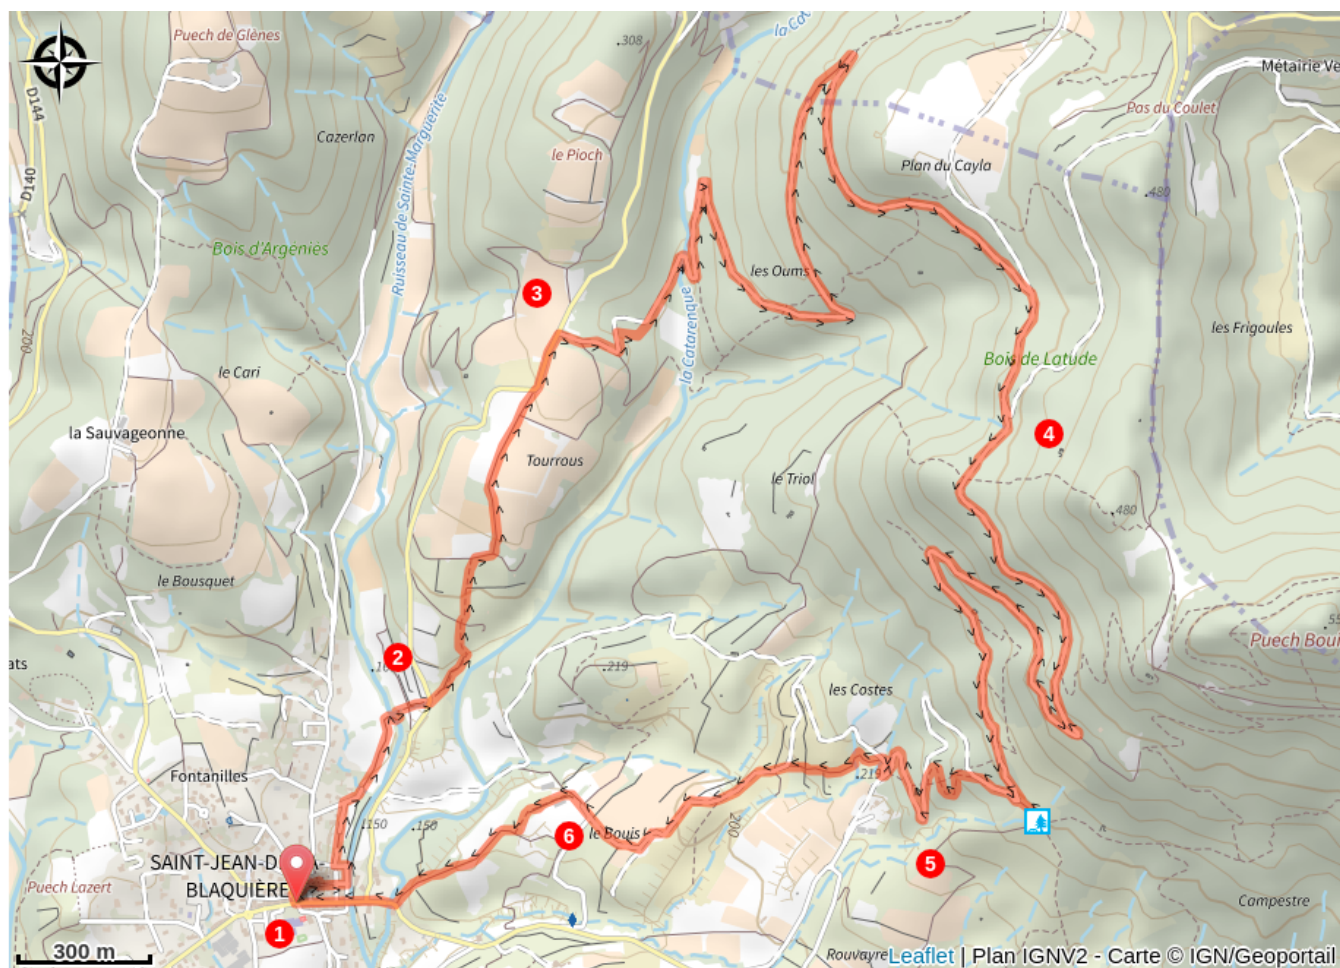 Puech de Glènes
.308
la Ca
Métairie Ve
D144
Cazerlan
Ruisseau de Sainte-Marguerite
le Pioch
Pas du Coulet
Plan du Cayla
.480
D140
Bois d'Argeniès
3
les Oums
la Catarenque
200
les Frigoules
Bois de Latude
le Cari
la Sauvageonne
4
Tourrous
le Triol
.480
le Bousquet
Puech Bou
2
.219
ats
les Costes
Fontanilles
.219
.150
.150
200
6
le Bouis
SAINT-JEAN-D
BLAQUIÈRE
5
Puech Lazert
Campestre
1
300 m
Rouvayre
Leaflet | Plan IGNV2 - Carte © IGN/Geoportail